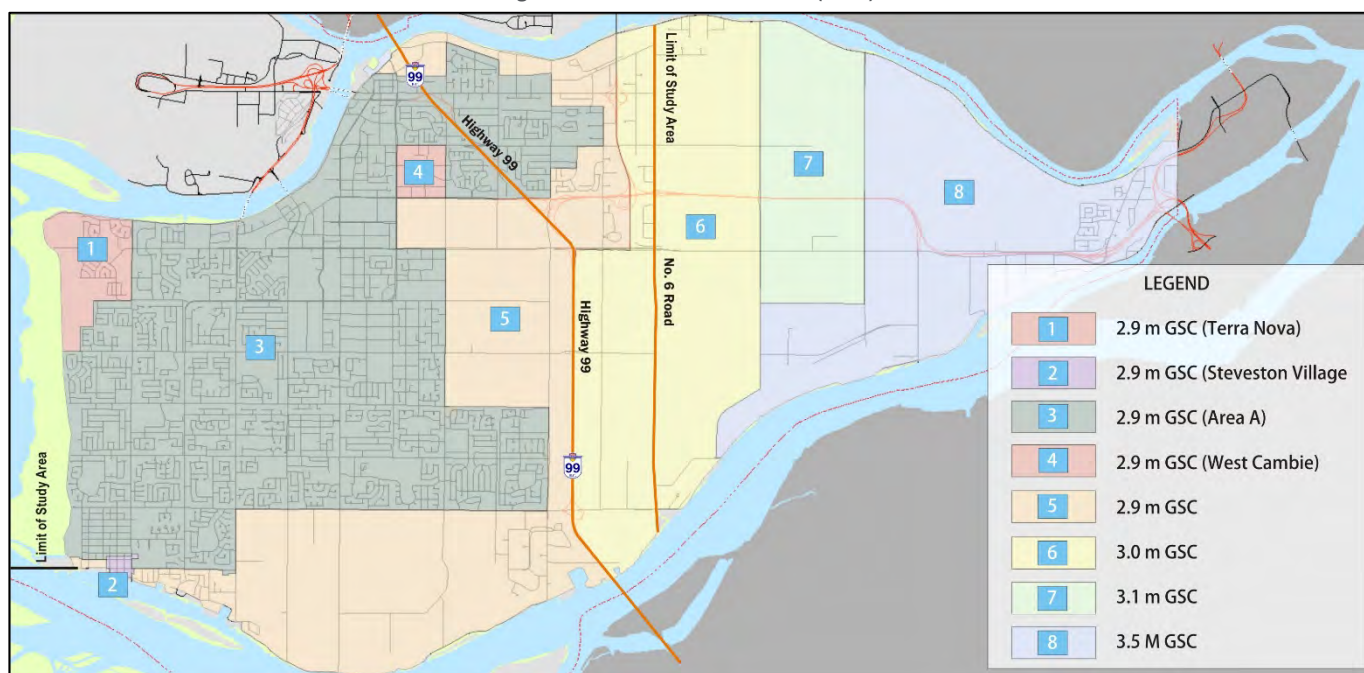 99
Highway 99
Limit of Study Area
4
7
8
1
6
No. 6 Road
Highway 99
5
3
99
Limit of Study Area
2
LEGEND
1 2.9 m GSC (Terra Nova)
2 2.9 m GSC (Steveston Village
3 2.9 m GSC (Area A)
4 2.9 m GSC (West Cambie)
5 2.9 m GSC
6 3.0 m GSC
7 3.1 m GSC
8 3.5 M GSC